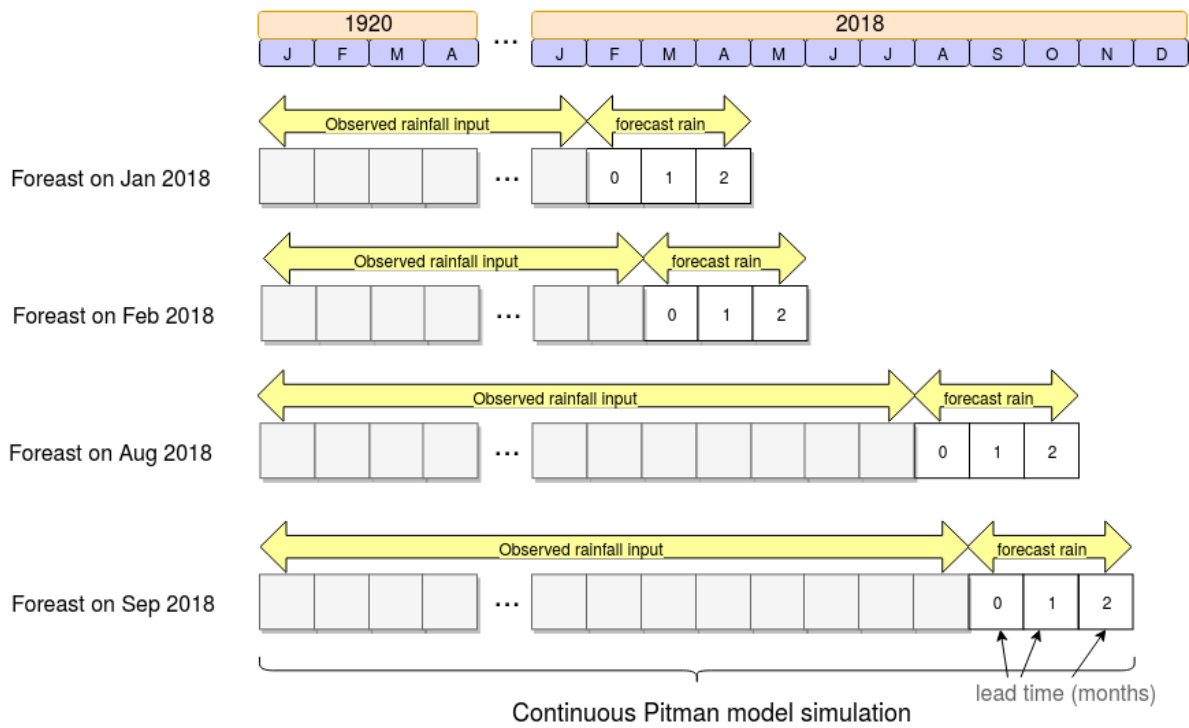 1920 ... 2018
J F M A J F M A M J J A S O N D
Observed rainfall input forecast rain
Foreast on Jan 2018 ... 0 1 2
Observed rainfall input forecast rain
Foreast on Feb 2018 ... 0 1 2
Observed rainfall input forecast rain
Foreast on Aug 2018 ... 0 1 2
Observed rainfall input forecast rain
Foreast on Sep 2018 ... 0 1 2
lead time (months)
Continuous Pitman model simulation